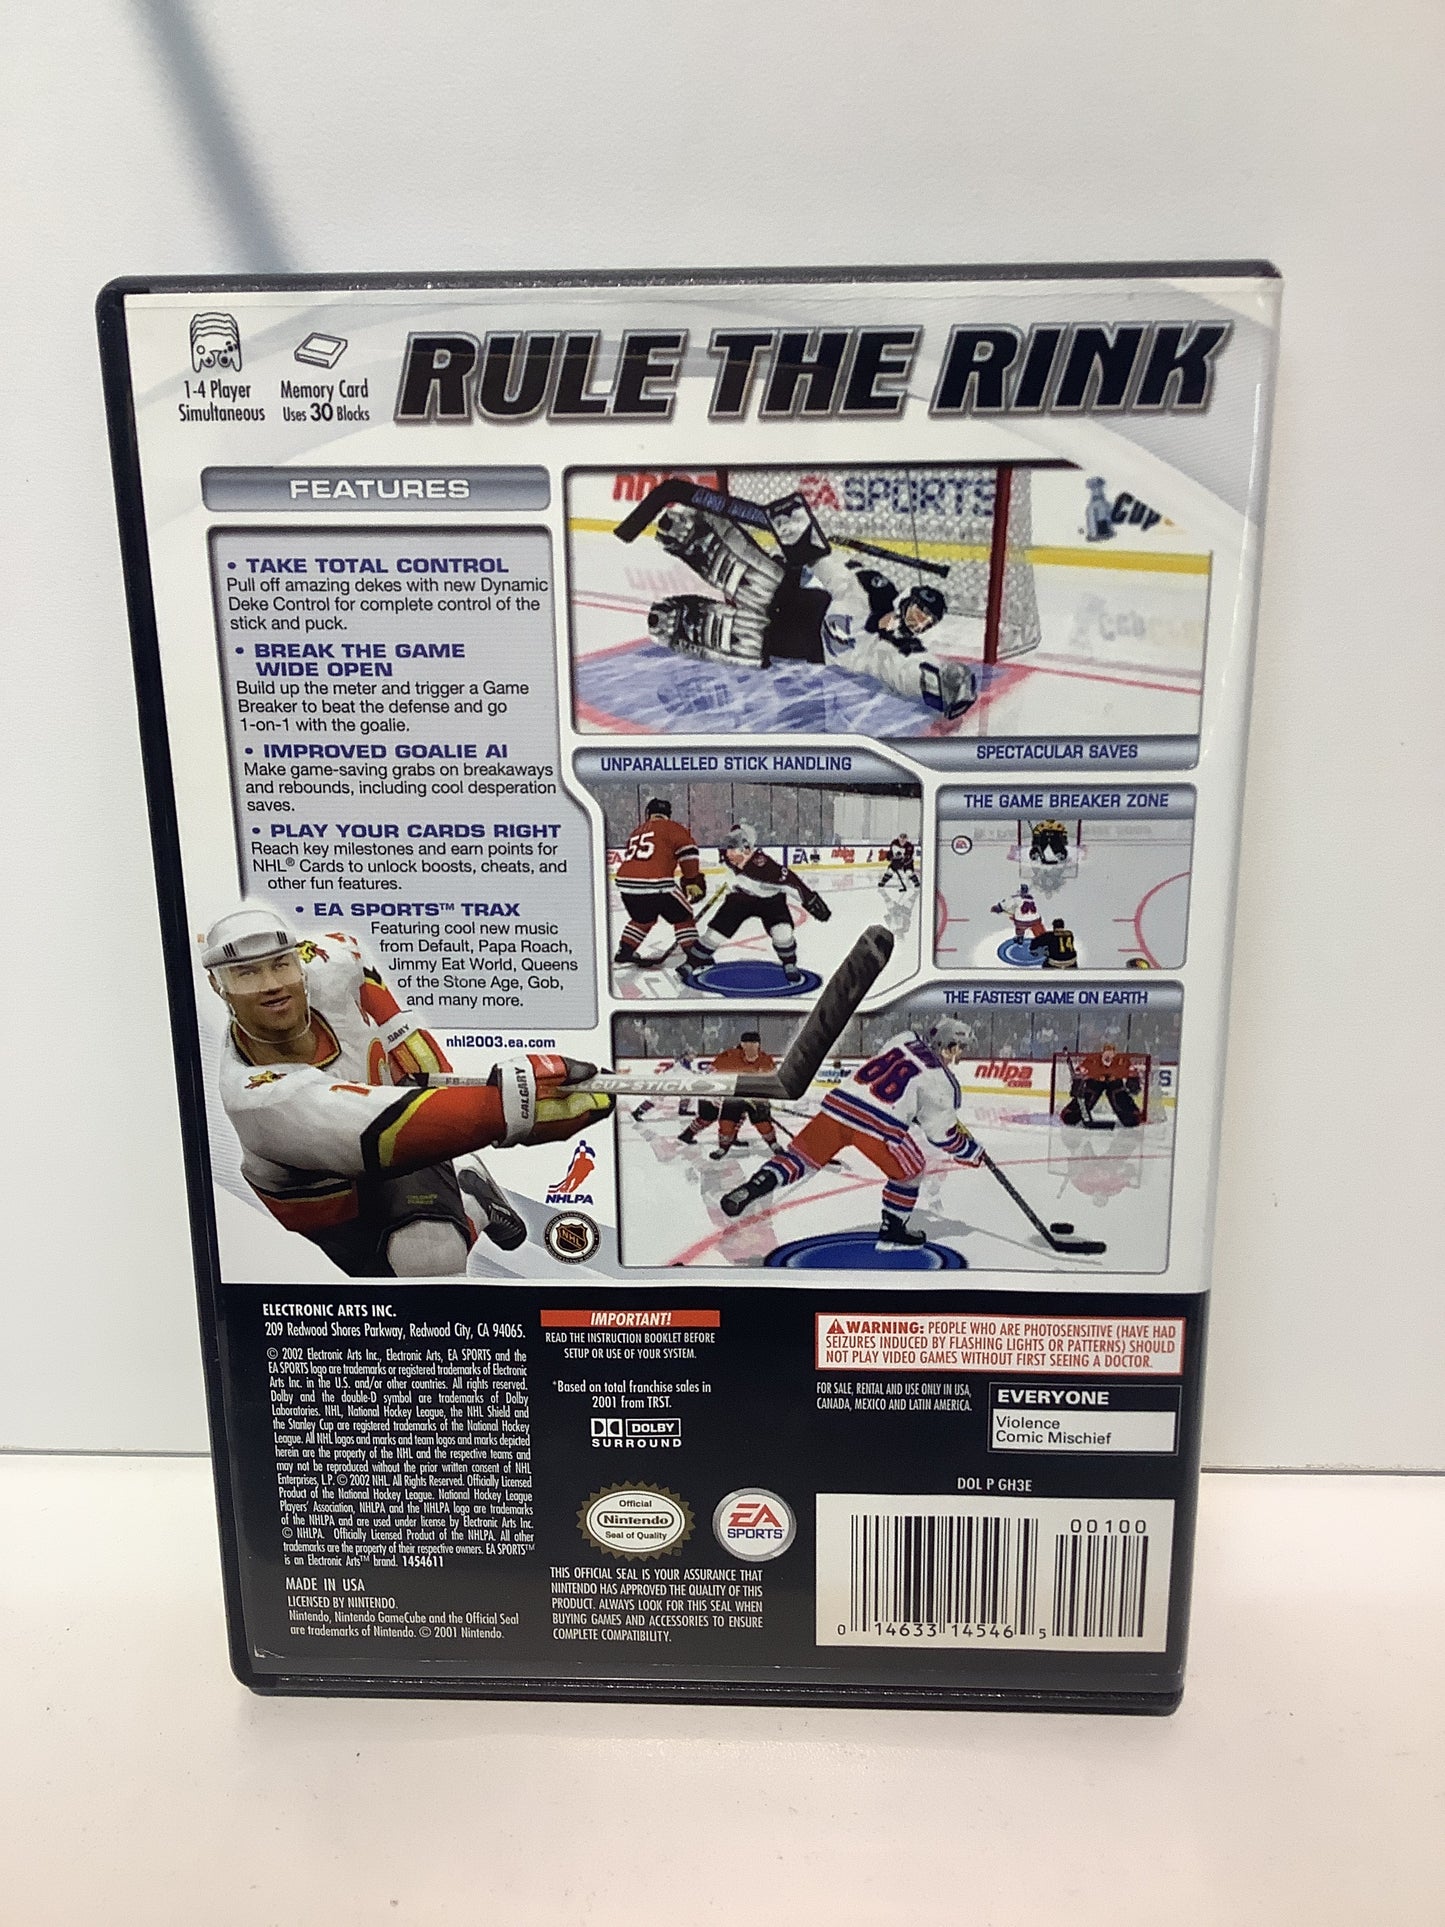 RULE THE RINK
1-4 Player
Simultaneous
Memory Card
Uses 30 Blocks
FEATURES
• TAKE TOTAL CONTROL
Pull off amazing dekes with new Dynamic
Deke Control for complete control of the
stick and puck.
• BREAK THE GAME
WIDE OPEN
Build up the meter and trigger a Game
Breaker to beat the defense and go
1-on-1 with the goalie.
• IMPROVED GOALIE AI
Make game-saving grabs on breakaways
and rebounds, including cool desperation
saves.
• PLAY YOUR CARDS RIGHT
Reach key milestones and earn points for
NHL® Cards to unlock boosts, cheats, and
other fun features.
• EA SPORTS™ TRAX
Featuring cool new music
from Default, Papa Roach,
Jimmy Eat World, Queens
of the Stone Age, Gob,
and many more.
nhl2003.ea.com
CALGARY
NHLPA
NHL
EA SPORTS
CUP
SPECTACULAR SAVES
UNPARALLELED STICK HANDLING
55
THE GAME BREAKER ZONE
14
THE FASTEST GAME ON EARTH
88
nhlpa
.com
ELECTRONIC ARTS INC.
209 Redwood Shores Parkway, Redwood City, CA 94065.
© 2002 Electronic Arts Inc., Electronic Arts, EA SPORTS and the
EA SPORTS logo are trademarks or registered trademarks of Electronic
Arts Inc. in the U.S. and/or other countries. All rights reserved.
Dolby and the double-D symbol are trademarks of Dolby
Laboratories. NHL, National Hockey League, the NHL Shield and
the Stanley Cup are registered trademarks of the National Hockey
League. All NHL logos and marks and team logos and marks depicted
herein are the property of the NHL and the respective teams and
may not be reproduced without the prior written consent of NHL
Enterprises, L.P. © 2002 NHL. All Rights Reserved. Officially Licensed
Product of the National Hockey League. National Hockey League
Players' Association, NHLPA and the NHLPA logo are trademarks
of the NHLPA and are used under license by Electronic Arts Inc.
© NHLPA. Officially Licensed Product of the NHLPA. All other
trademarks are the property of their respective owners. EA SPORTS™
is an Electronic Arts™ brand. 1454611
MADE IN USA
LICENSED BY NINTENDO.
Nintendo, Nintendo GameCube and the Official Seal
are trademarks of Nintendo. © 2001 Nintendo.
IMPORTANT!
READ THE INSTRUCTION BOOKLET BEFORE
SETUP OR USE OF YOUR SYSTEM.
*Based on total franchise sales in
2001 from TRST.
DOLBY
SURROUND
Official
Nintendo
Seal of Quality
EA
SPORTS™
THIS OFFICIAL SEAL IS YOUR ASSURANCE THAT
NINTENDO HAS APPROVED THE QUALITY OF THIS
PRODUCT. ALWAYS LOOK FOR THIS SEAL WHEN
BUYING GAMES AND ACCESSORIES TO ENSURE
COMPLETE COMPATIBILITY.
WARNING: PEOPLE WHO ARE PHOTOSENSITIVE (HAVE HAD
SEIZURES INDUCED BY FLASHING LIGHTS OR PATTERNS) SHOULD
NOT PLAY VIDEO GAMES WITHOUT FIRST SEEING A DOCTOR.
FOR SALE, RENTAL AND USE ONLY IN USA,
CANADA, MEXICO AND LATIN AMERICA.
EVERYONE
Violence
Comic Mischief
DOL P GH3E
00100
0 14633 14546 5